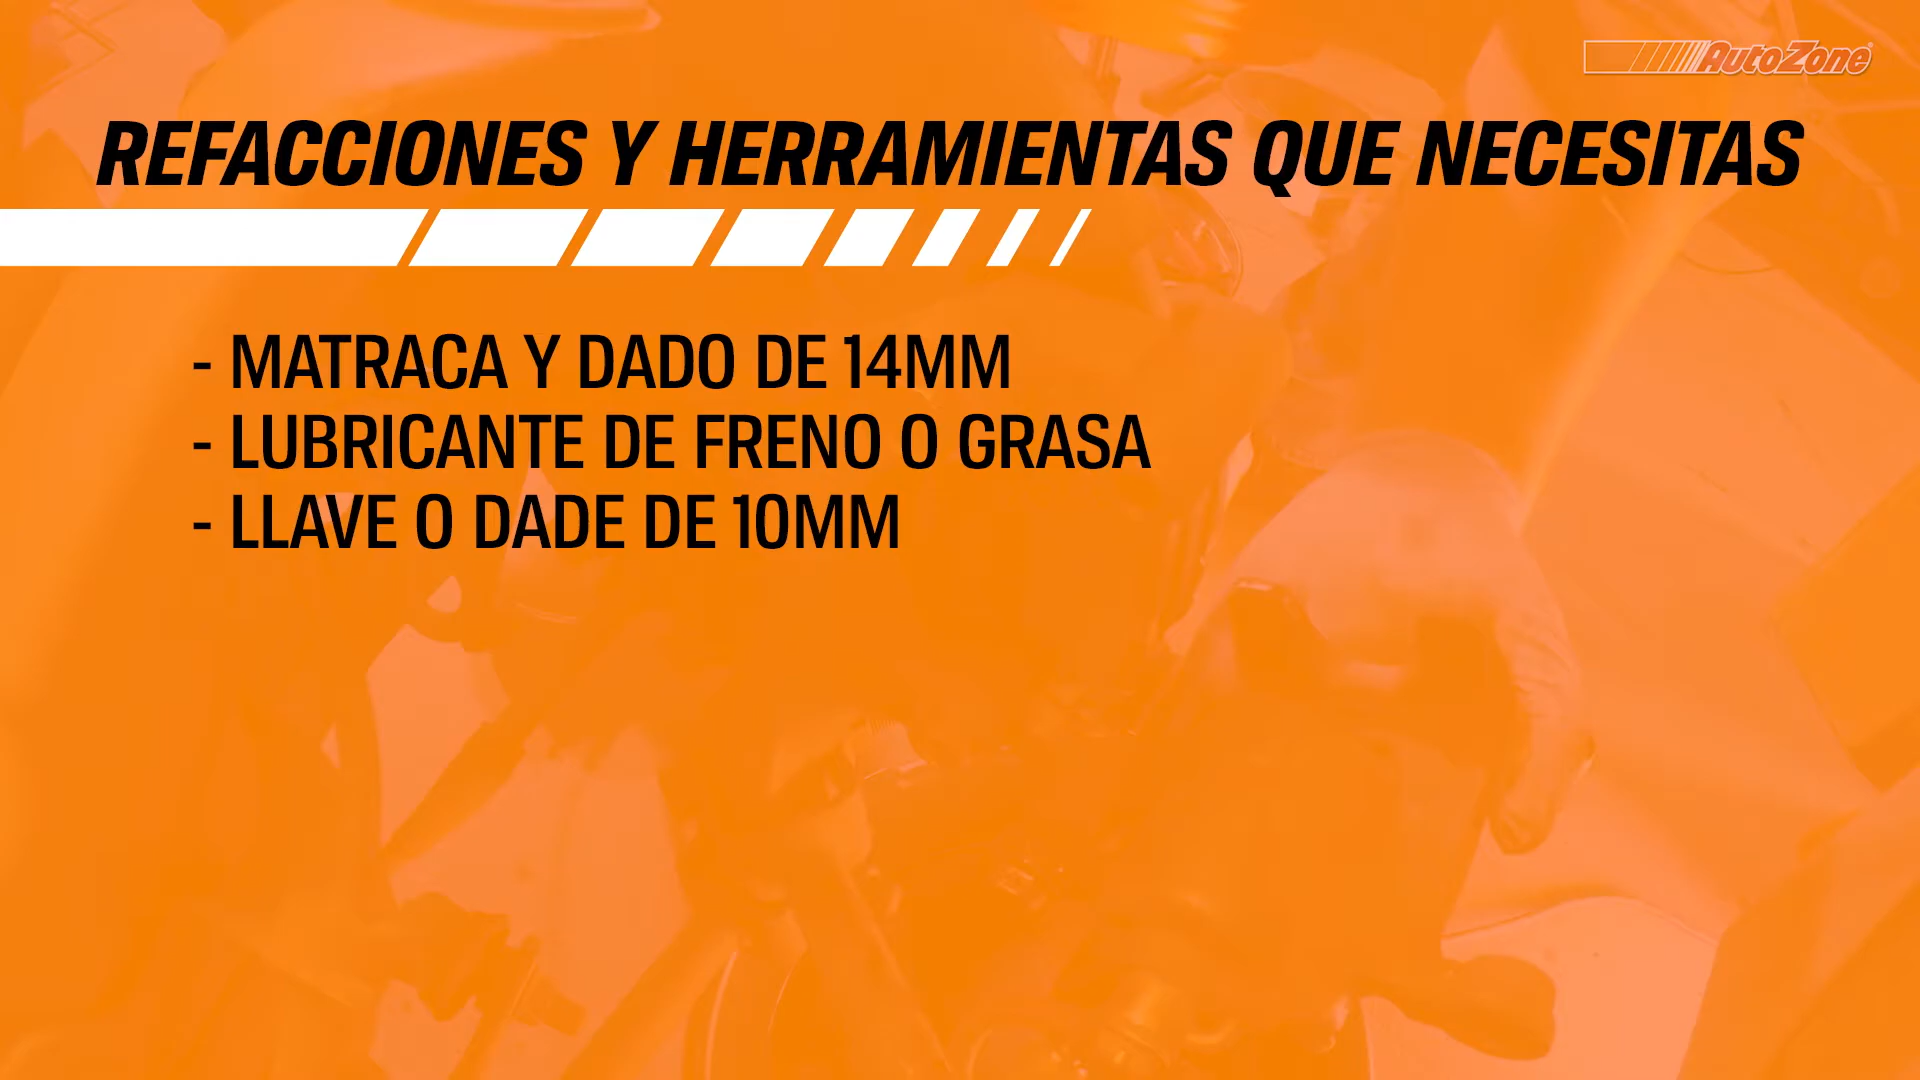 AutoZone
REFACCIONES Y HERRAMIENTAS QUE NECESITAS
- MATRACA Y DADO DE 14MM
- LUBRICANTE DE FRENO O GRASA
- LLAVE O DADE DE 10MM